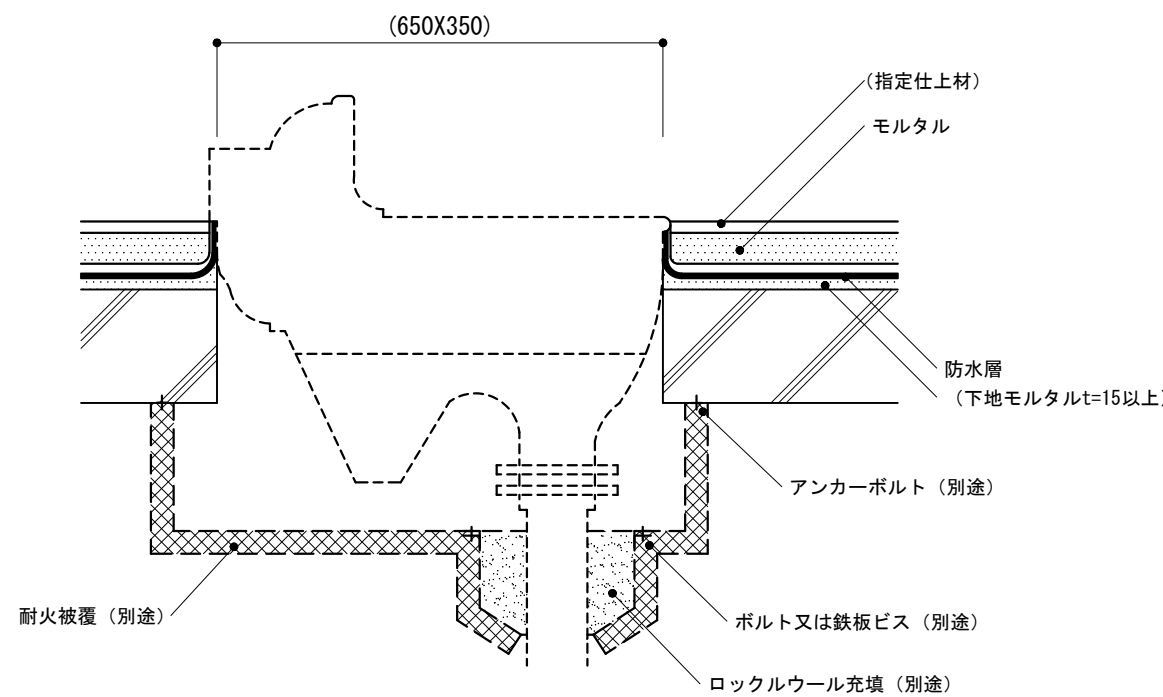 (650X350)
(指定仕上材)
モルタル
防水層
(下地モルタルt=15以上)
アンカーボルト (別途)
耐火被覆 (別途)
ボルト又は鉄板ビス (別途)
ロックルウール充填 (別途)